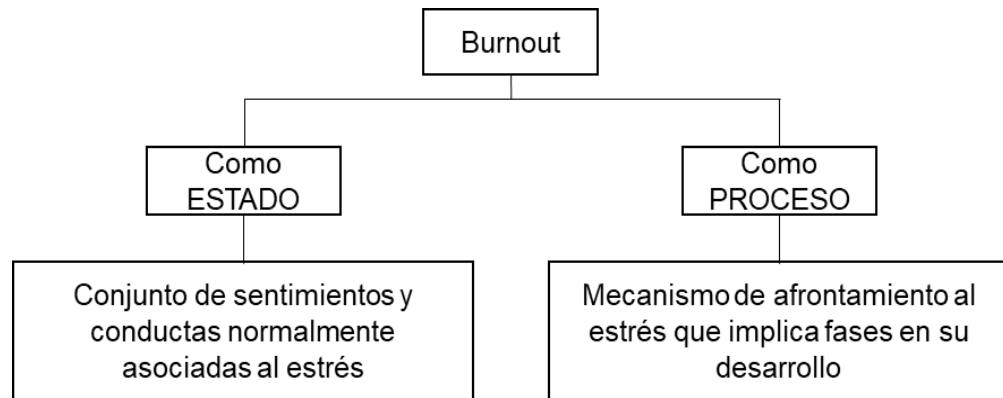 Burnout
Como
ESTADO
Como
PROCESO
Conjunto de sentimientos y
conductas normalmente
asociadas al estrés
Mecanismo de afrontamiento al
estrés que implica fases en su
desarrollo